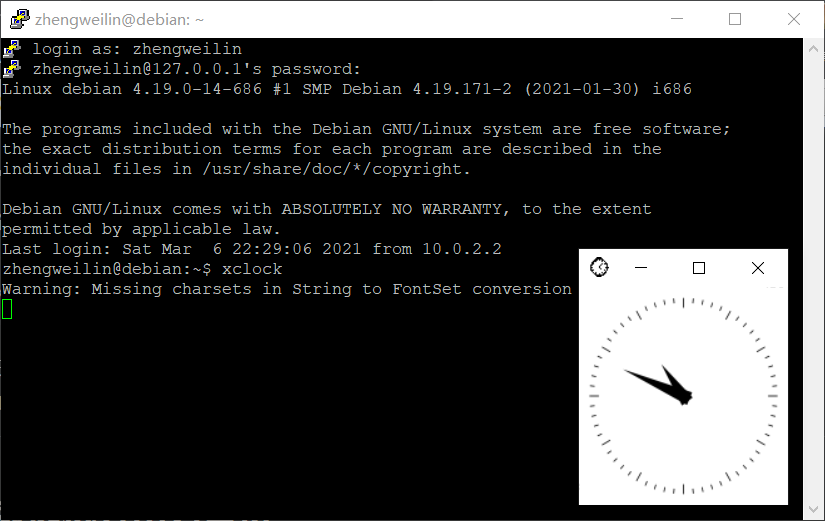 zhengweilin@debian: ~
login as: zhengweilin
zhengweilin@127.0.0.1's password:
Linux debian 4.19.0-14-686 #1 SMP Debian 4.19.171-2 (2021-01-30) i686
The programs included with the Debian GNU/Linux system are free software;
the exact distribution terms for each program are described in the
individual files in /usr/share/doc/*/copyright.
Debian GNU/Linux comes with ABSOLUTELY NO WARRANTY, to the extent
permitted by applicable law.
Last login: Sat Mar  6 22:29:06 2021 from 10.0.2.2
zhengweilin@debian:~$ xclock
Warning: Missing charsets in String to FontSet conversion